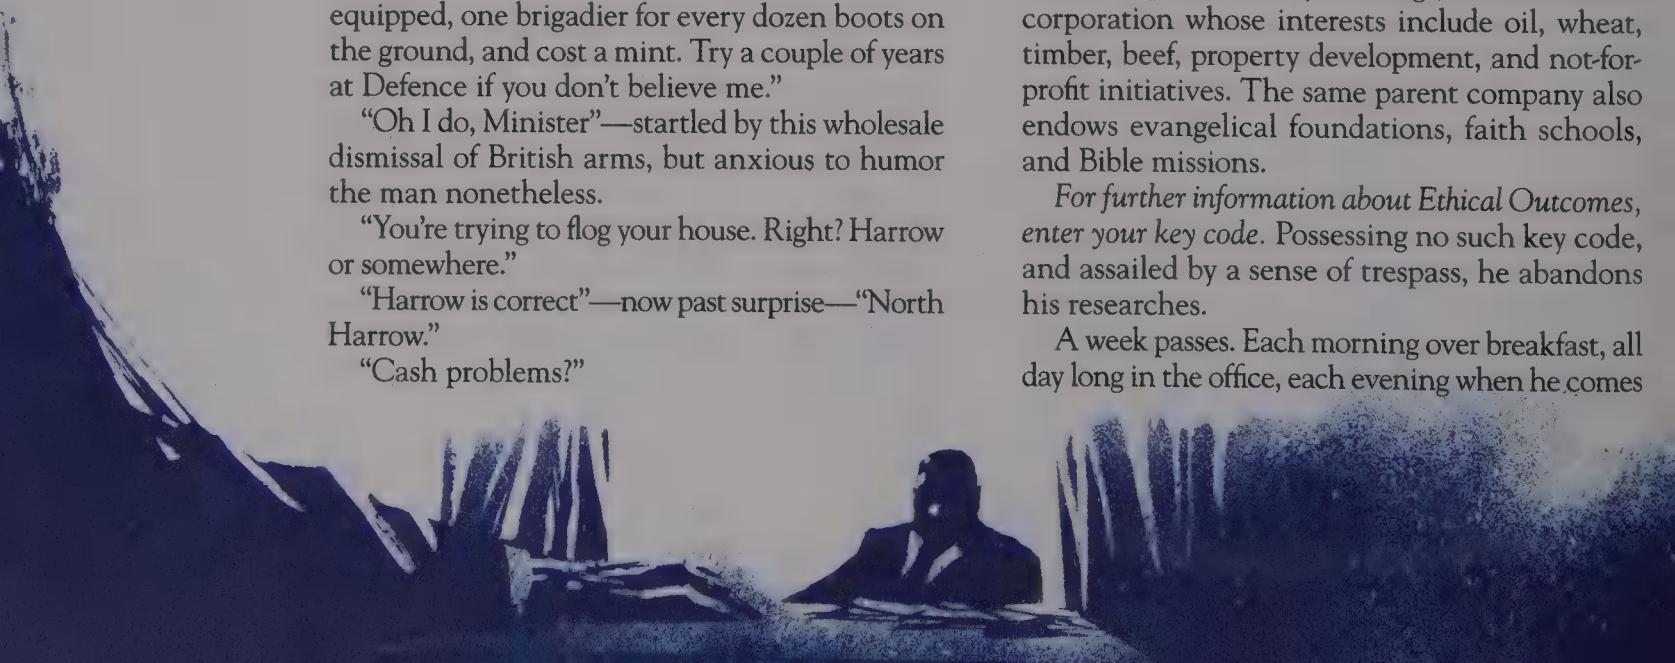 equipped, one brigadier for every dozen boots on
the ground, and cost a mint. Try a couple of years
at Defence if you don't believe me.”
“Oh I do, Minister”—startled by this wholesale
dismissal of British arms, but anxious to humor
the man nonetheless.
“You're trying to flog your house. Right? Harrow
or somewhere.”
“Harrow is correct”—now past surprise—“North
Harrow.”
“Cash problems?”
corporation whose interests include oil, wheat,
timber, beef, property development, and not-for-
profit initiatives. The same parent company also
endows evangelical foundations, faith schools,
and Bible missions.
For further information about Ethical Outcomes,
enter your key code. Possessing no such key code,
and assailed by a sense of trespass, he abandons
his researches.
A week passes. Each morning over breakfast, all
day long in the office, each evening when he comes